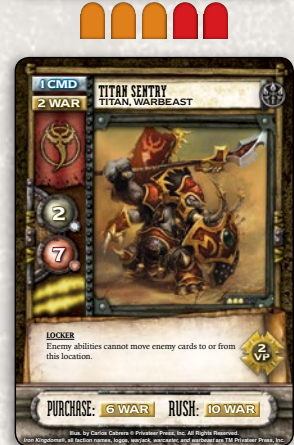 1 CMD
2 WAR
TITAN SENTRY
TITAN, WARBEAST
2
7
LOCKER
Enemy abilities cannot move enemy cards to or from
this location.
2
VP
PURCHASE: 6 WAR RUSH: 10 WAR
Illus. by Carlos Cabrera © Privateer Press, Inc. All Rights Reserved.
Iron Kingdoms®, all faction names, logos, warjack, warcaster, and warbeast are TM Privateer Press, Inc.